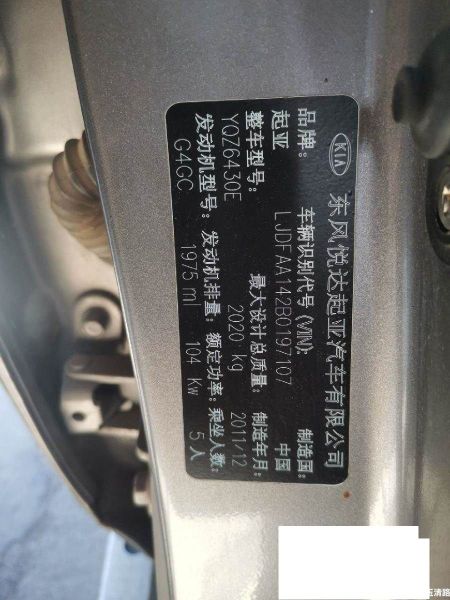 KIA 东风悦达起亚汽车有限公司
品牌: 车辆识别代号 (VIN): 制造国:
起亚 LJDFAA142B0197107 中国
整车型号: 最大设计总质量: 制造年月:
YQZ6430E 2020 kg 2011/12
发动机型号: 发动机排量: 额定功率: 乘坐人数:
G4GC 1975 ml 104 Kw 5 人